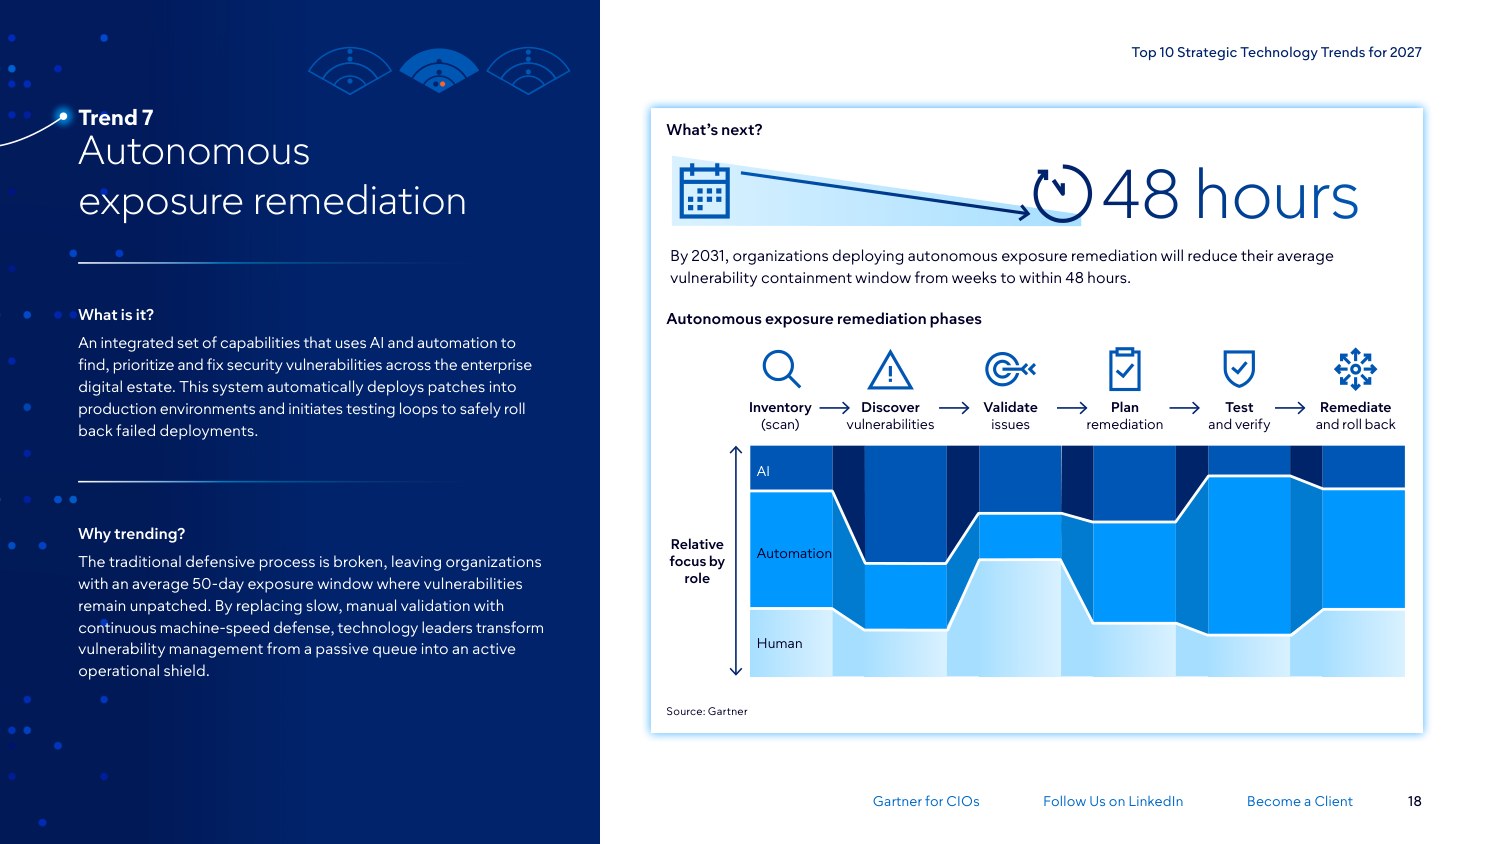 Top 10 Strategic Technology Trends for 2027
Trend 7
Autonomous
exposure remediation
What is it?
An integrated set of capabilities that uses AI and automation to
find, prioritize and fix security vulnerabilities across the enterprise
digital estate. This system automatically deploys patches into
production environments and initiates testing loops to safely roll
back failed deployments.
Why trending?
The traditional defensive process is broken, leaving organizations
with an average 50-day exposure window where vulnerabilities
remain unpatched. By replacing slow, manual validation with
continuous machine-speed defense, technology leaders transform
vulnerability management from a passive queue into an active
operational shield.
What's next?
48 hours
By 2031, organizations deploying autonomous exposure remediation will reduce their average
vulnerability containment window from weeks to within 48 hours.
Autonomous exposure remediation phases
Inventory
(scan)
Discover
vulnerabilities
Validate
issues
Plan
remediation
Test
and verify
Remediate
and roll back
Relative
focus by
role
AI
Automation
Human
Source: Gartner
Gartner for CIOs
Follow Us on LinkedIn
Become a Client
18